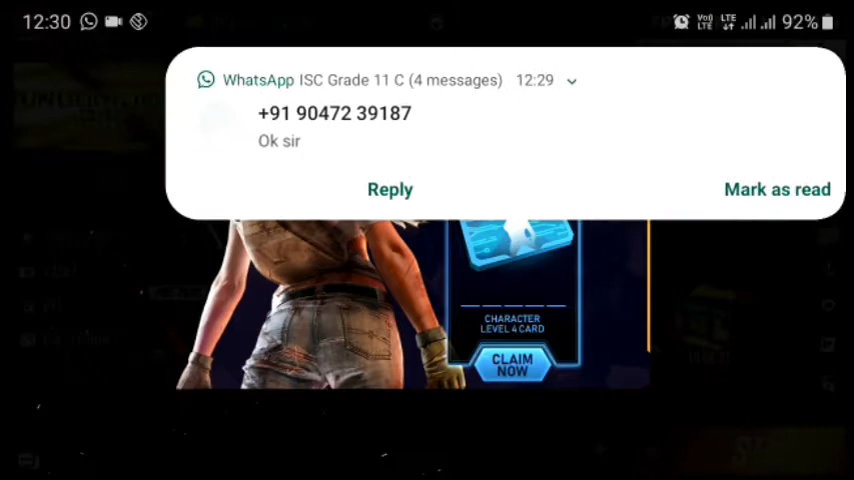 12:30 92%
WhatsApp ISC Grade 11 C (4 messages) 12:29
+91 90472 39187
Ok sir
Reply Mark as read
CHARACTER
LEVEL 4 CARD
CLAIM
NOW